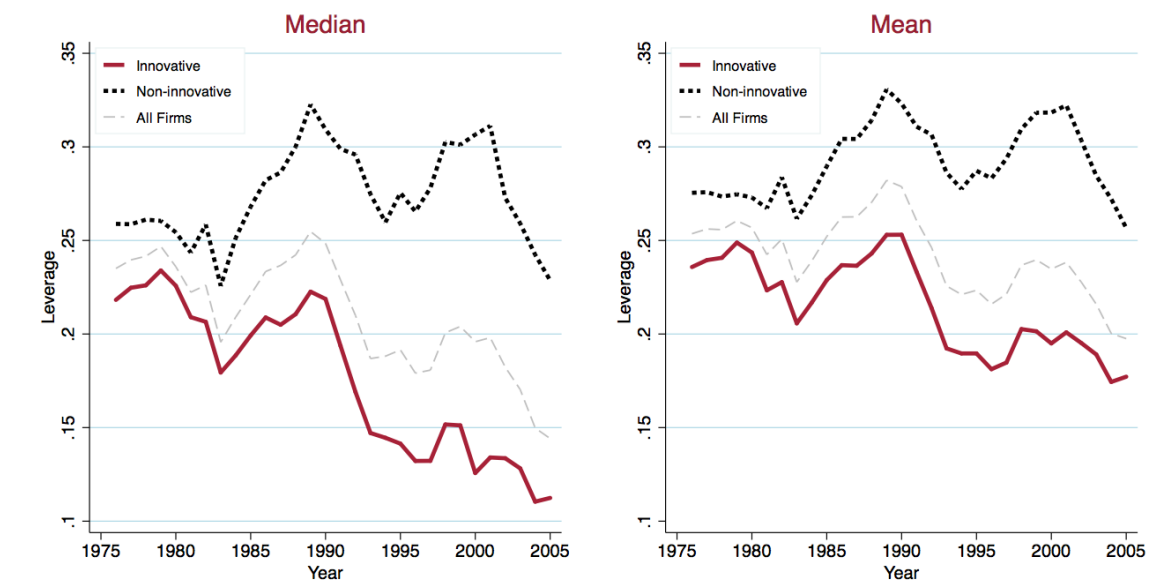 Median
Leverage
.35
.3
.25
.2
.15
.1
Innovative
Non-innovative
All Firms
1975 1980 1985 1990 1995 2000 2005
Year
Mean
Leverage
.35
.3
.25
.2
.15
.1
Innovative
Non-innovative
All Firms
1975 1980 1985 1990 1995 2000 2005
Year